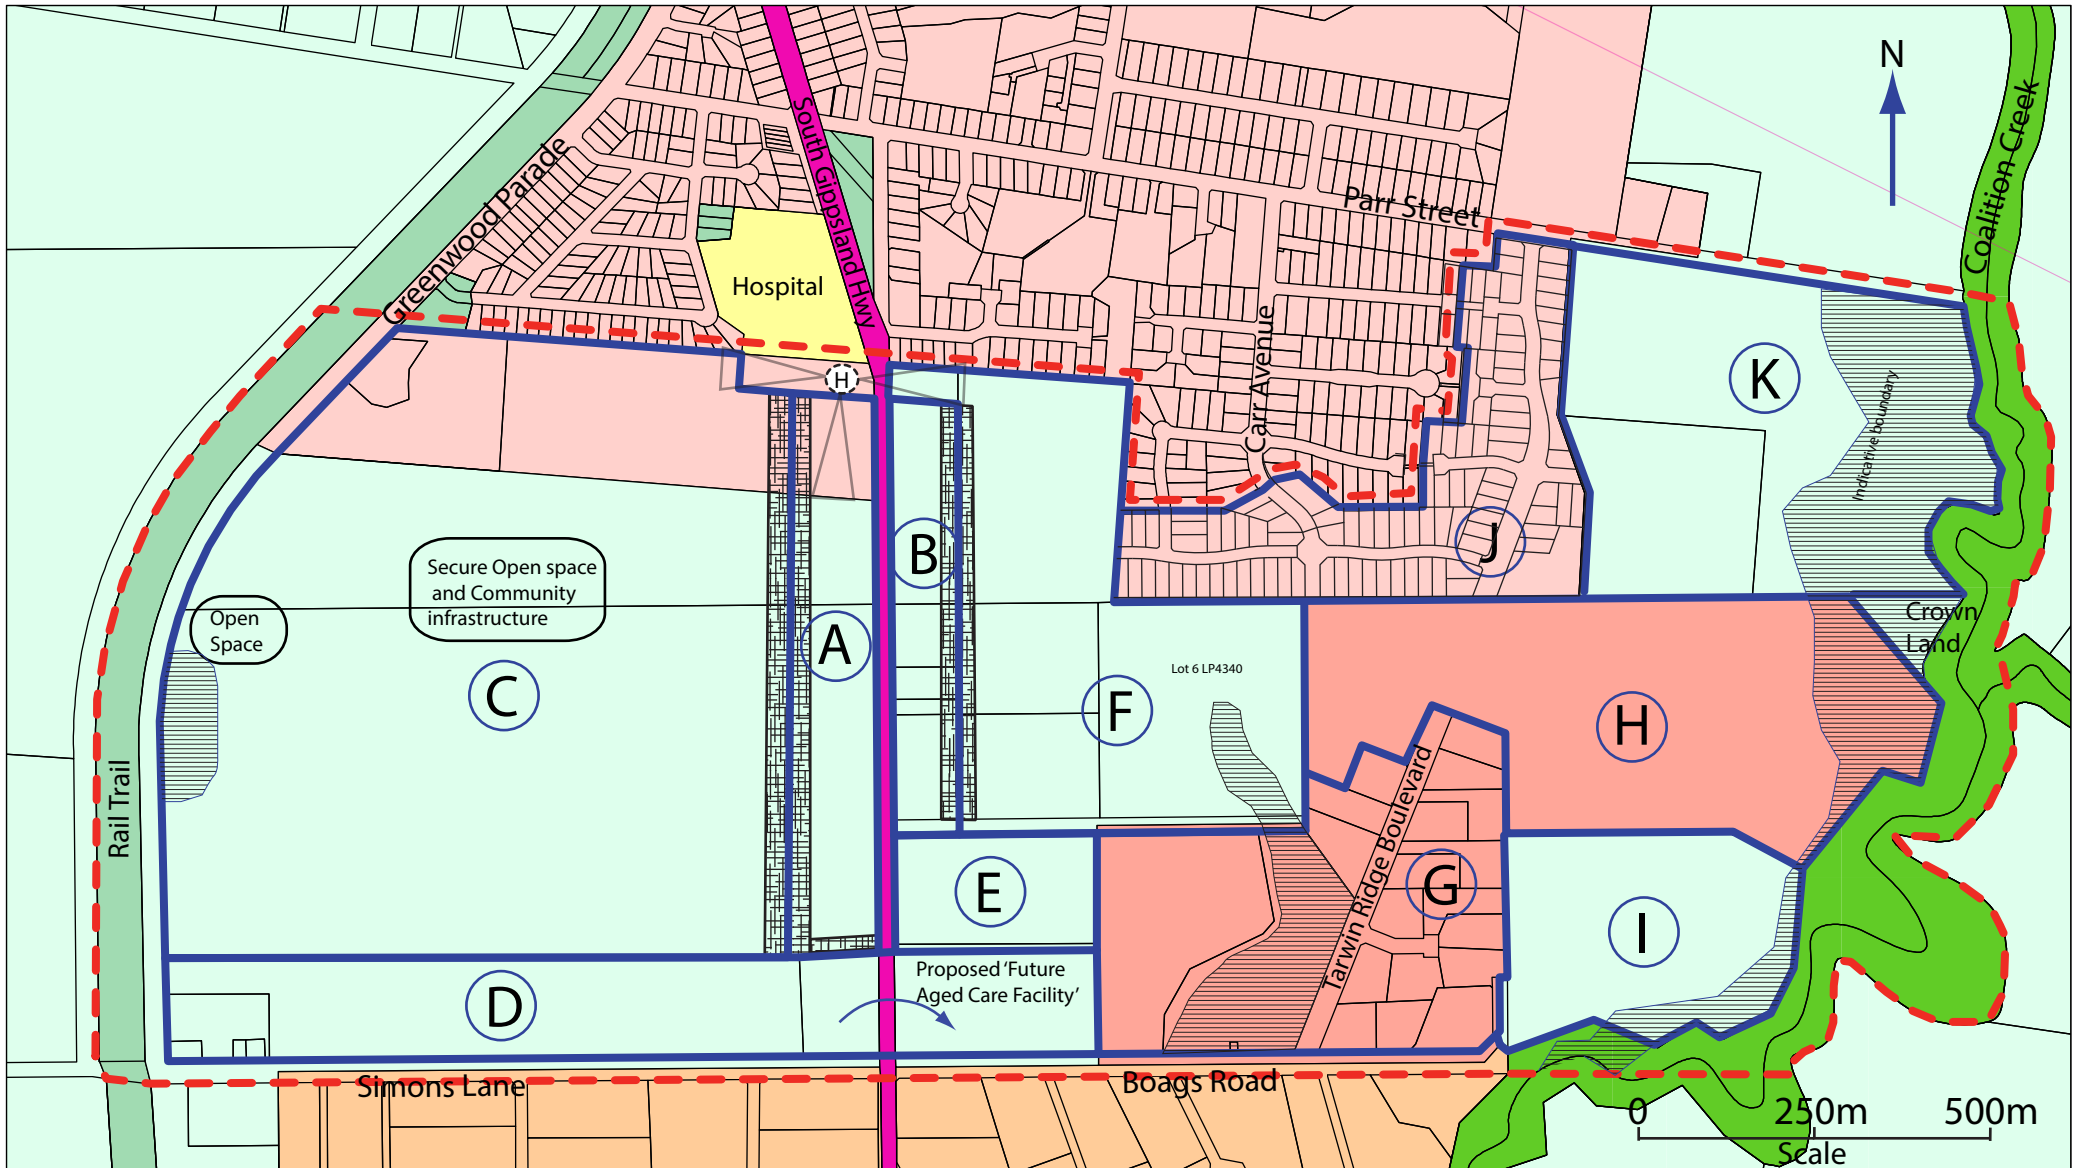 N
South Gippsland Hwy
Coalition Creek
Greenwood Parade
Parr Street
Hospital
H
Carr Avenue
K
Indicative boundary
B
J
Secure Open space
and Community
infrastructure
Open
Space
A
Crown
Land
C
F
Lot 6 LP4340
H
Rail Trail
Tarwin Ridge Boulevard
E
G
I
D
Proposed ‘Future
Aged Care Facility’
Simons Lane
Boags Road
0 250m 500m
Scale